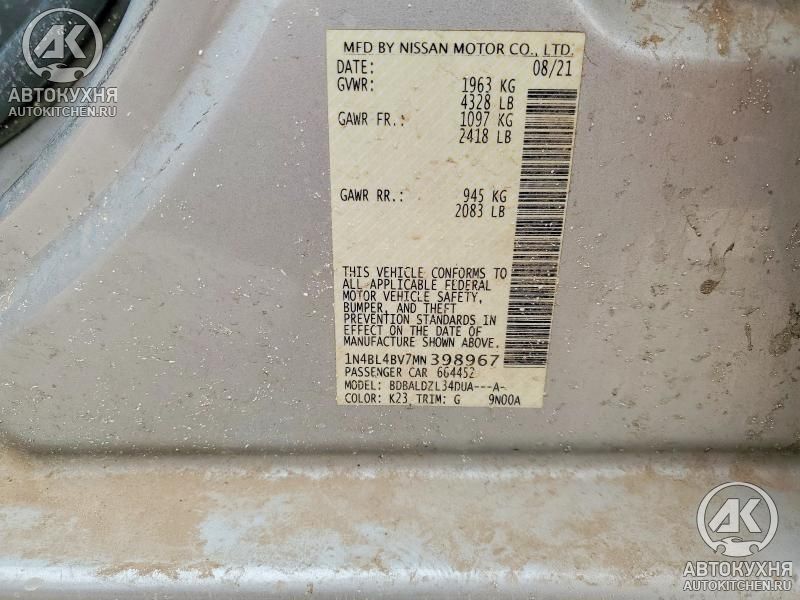 AK
АВТОКУХНЯ
AUTOKITCHEN.RU
MFD BY NISSAN MOTOR CO., LTD.
DATE: 08/21
GVWR: 1963 KG
4328 LB
GAWR FR.: 1097 KG
2418 LB
GAWR RR.: 945 KG
2083 LB
THIS VEHICLE CONFORMS TO
ALL APPLICABLE FEDERAL
MOTOR VEHICLE SAFETY,
BUMPER, AND THEFT
PREVENTION STANDARDS IN
EFFECT ON THE DATE OF
MANUFACTURE SHOWN ABOVE.
1N4BL4BV7MN398967
PASSENGER CAR 664452
MODEL: BDBALDZL34DUA---A-
COLOR: K23 TRIM: G 9N00A
AK
АВТОКУХНЯ
AUTOKITCHEN.RU